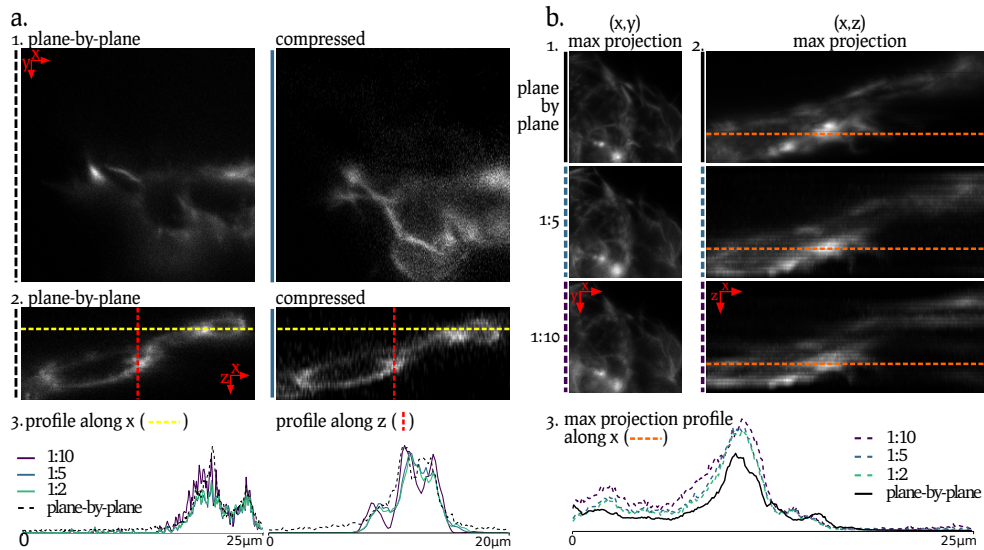 a.
1. plane-by-plane
compressed
x
y
2. plane-by-plane
compressed
x
z
3. profile along x ( )
profile along z ( )
1:10
1:5
1:2
plane-by-plane
0
25μm
0
20μm
b.
(x,y)
max projection
(x,z)
max projection
1.
2.
plane
by
plane
1:5
1:10
x
y
x
z
3. max projection profile
along x ( )
1:10
1:5
1:2
plane-by-plane
0
25μm